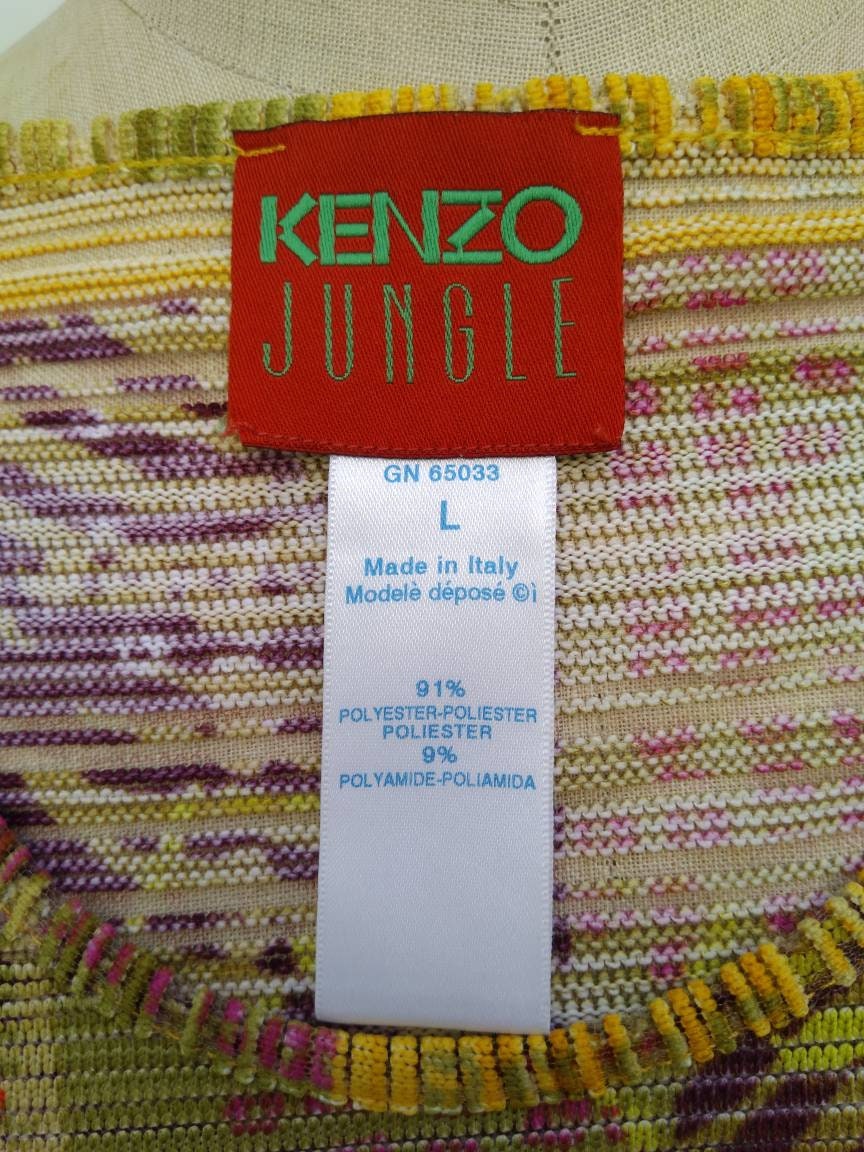 KENZO
JUNGLE
GN 65033
L
Made in Italy
Modelè déposé ©ì
91%
POLYESTER-POLIESTER
POLIESTER
9%
POLYAMIDE-POLIAMIDA